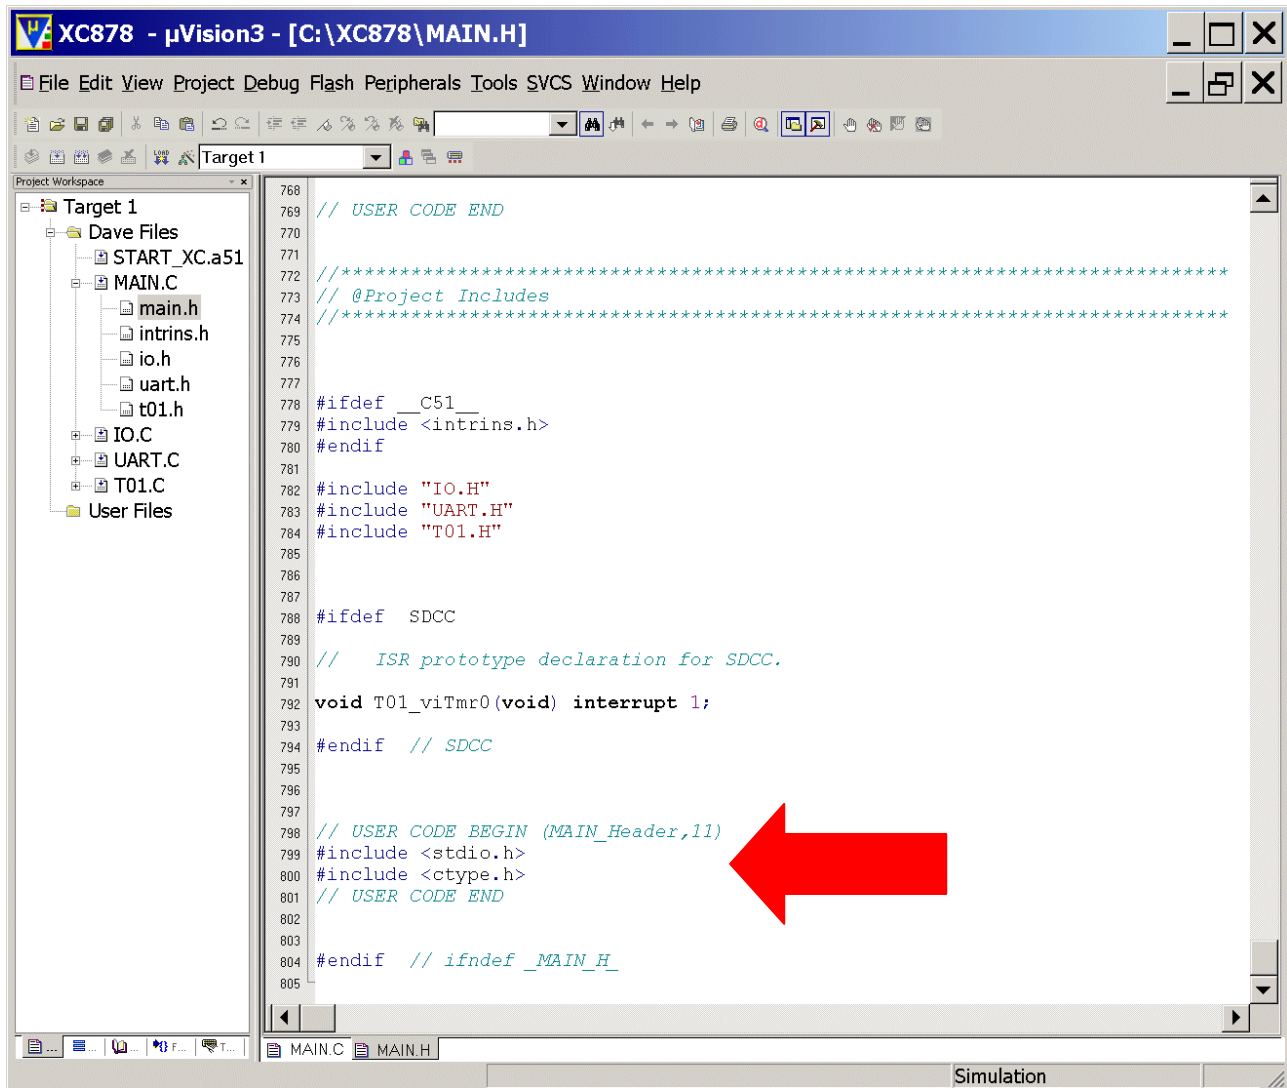 XC878 - µVision3 - [C:\XC878\MAIN.H]
File Edit View Project Debug Flash Peripherals Tools SVCS Window Help
Target 1
Project Workspace
Target 1
Dave Files
START_XC.a51
MAIN.C
main.h
intrins.h
io.h
uart.h
t01.h
IO.C
UART.C
T01.C
User Files
768
769 // USER CODE END
770
771
772 //****************************************************************************
773 // @Project Includes
774 //****************************************************************************
775
776
777
778 #ifdef __C51__
779 #include <intrins.h>
780 #endif
781
782 #include "IO.H"
783 #include "UART.H"
784 #include "T01.H"
785
786
787
788 #ifdef  SDCC
789
790 //   ISR prototype declaration for SDCC.
791
792 void T01_viTmr0(void) interrupt 1;
793
794 #endif  // SDCC
795
796
797
798 // USER CODE BEGIN (MAIN_Header,11)
799 #include <stdio.h>
800 #include <ctype.h>
801 // USER CODE END
802
803
804 #endif  // ifndef _MAIN_H_
805
... ... F... T...
MAIN.C MAIN.H
Simulation